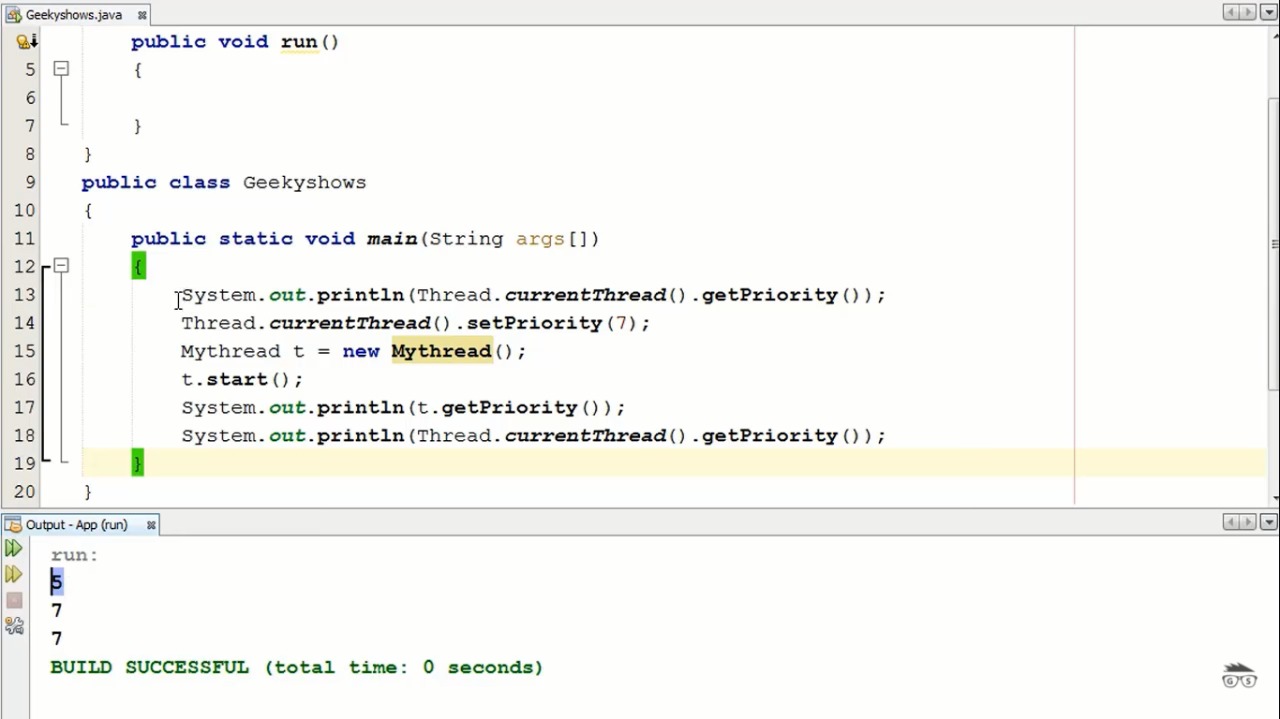 Geekyshows.java
public void run()
5 {
6
7 }
8 }
9 public class Geekyshows
10 {
11 public static void main(String args[])
12 {
13 System.out.println(Thread.currentThread().getPriority());
14 Thread.currentThread().setPriority(7);
15 Mythread t = new Mythread();
16 t.start();
17 System.out.println(t.getPriority());
18 System.out.println(Thread.currentThread().getPriority());
19 }
20 }
Output - App (run)
run:
5
7
7
BUILD SUCCESSFUL (total time: 0 seconds)
G S